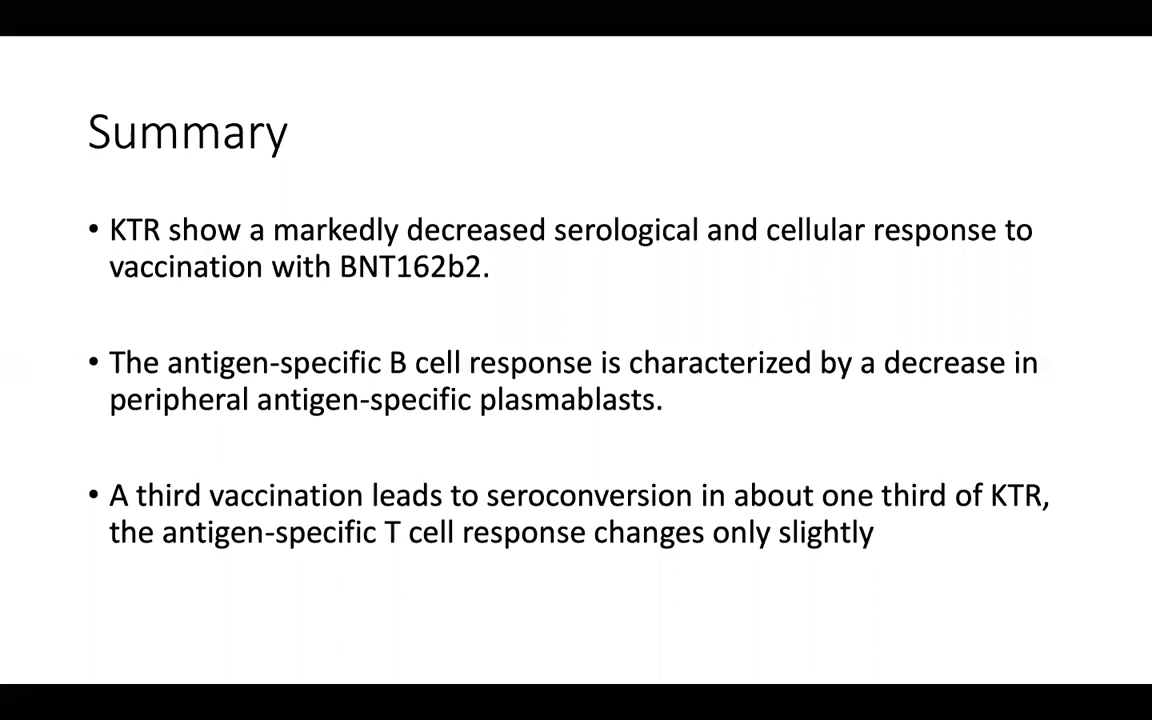 Summary
• KTR show a markedly decreased serological and cellular response to
vaccination with BNT162b2.
• The antigen-specific B cell response is characterized by a decrease in
peripheral antigen-specific plasmablasts.
• A third vaccination leads to seroconversion in about one third of KTR,
the antigen-specific T cell response changes only slightly